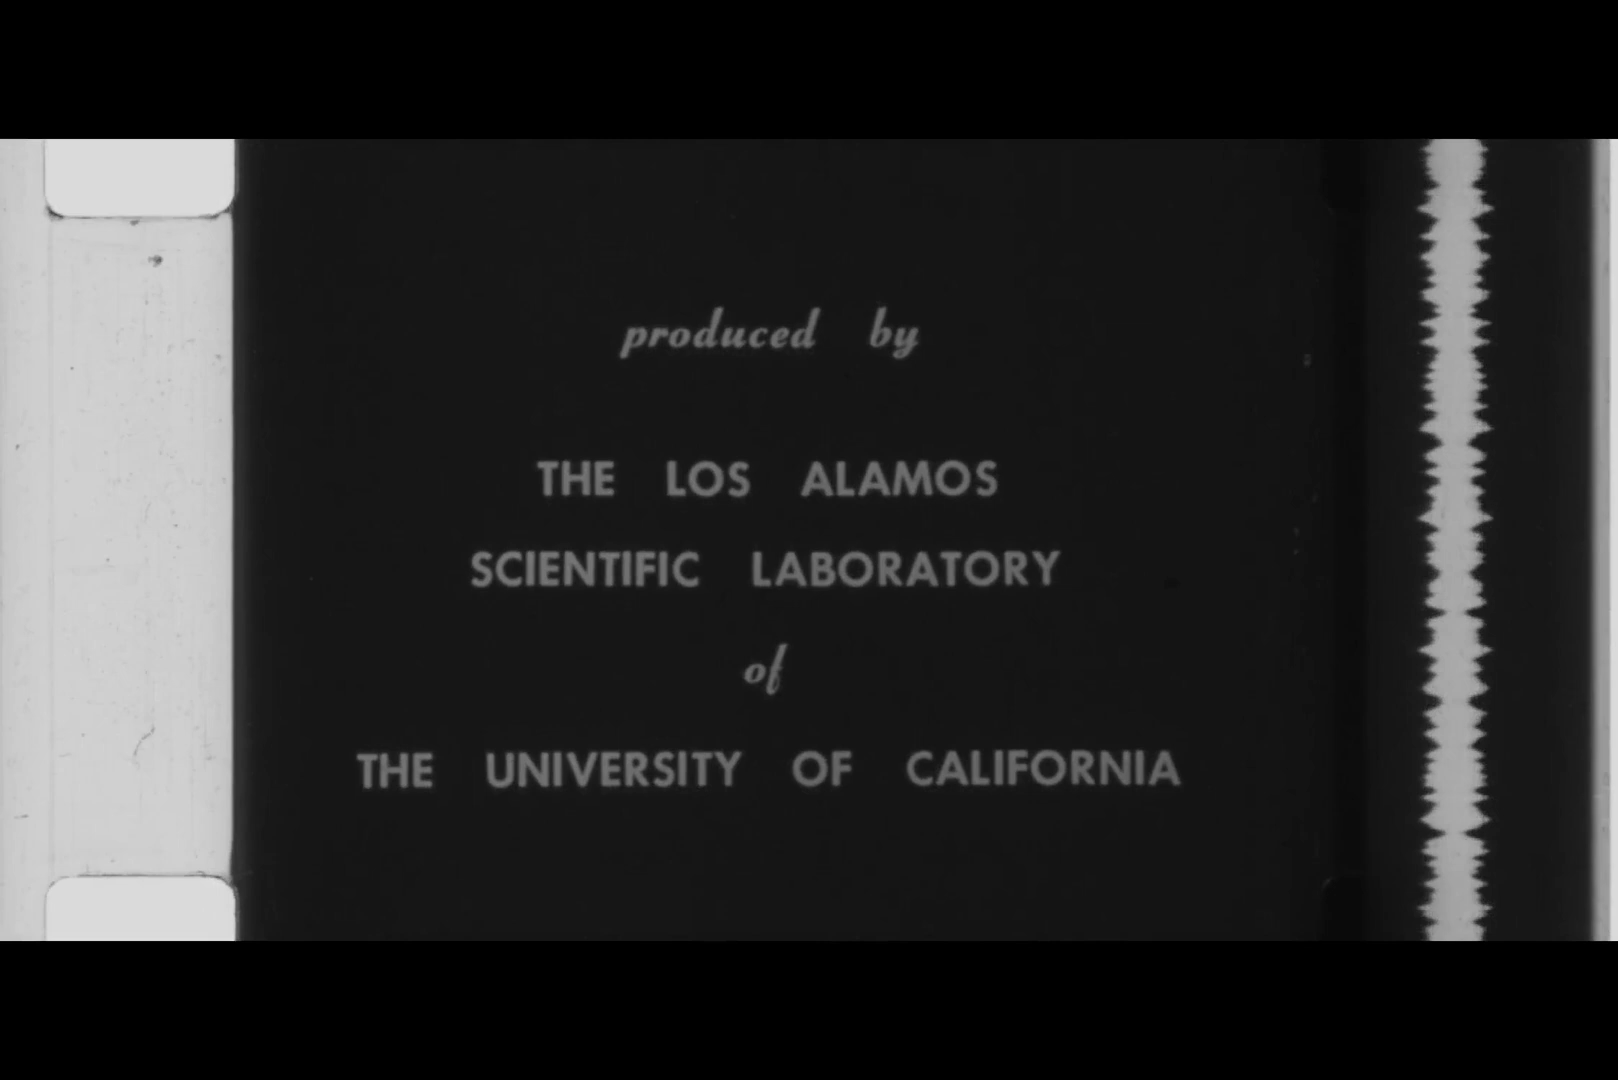 produced by
THE LOS ALAMOS
SCIENTIFIC LABORATORY
of
THE UNIVERSITY OF CALIFORNIA